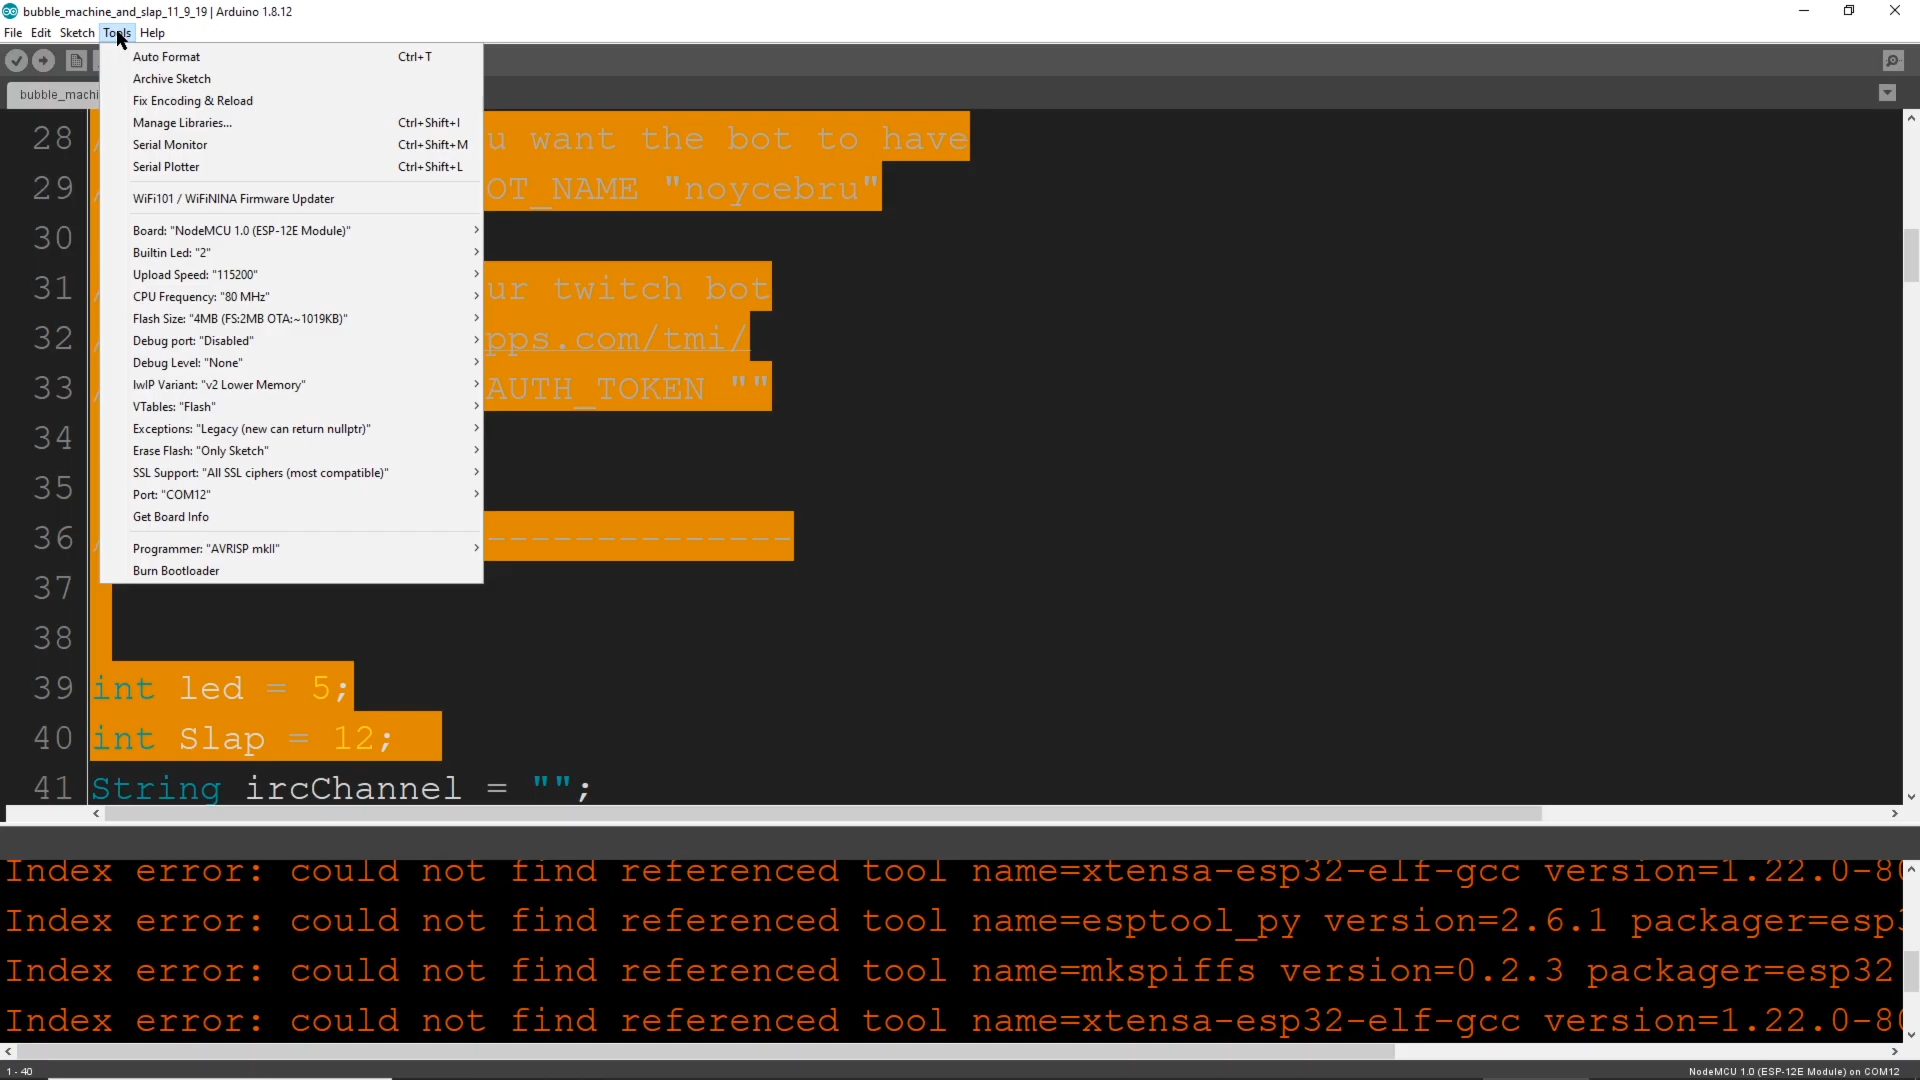 bubble_machine_and_slap_11_9_19 | Arduino 1.8.12
File Edit Sketch Tools Help
bubble_machi
Auto Format Ctrl+T
Archive Sketch
Fix Encoding & Reload
Manage Libraries... Ctrl+Shift+I
Serial Monitor Ctrl+Shift+M
Serial Plotter Ctrl+Shift+L
WiFi101 / WiFiNINA Firmware Updater
Board: "NodeMCU 1.0 (ESP-12E Module)"
Builtin Led: "2"
Upload Speed: "115200"
CPU Frequency: "80 MHz"
Flash Size: "4MB (FS:2MB OTA:~1019KB)"
Debug port: "Disabled"
Debug Level: "None"
lwIP Variant: "v2 Lower Memory"
VTables: "Flash"
Exceptions: "Legacy (new can return nullptr)"
Erase Flash: "Only Sketch"
SSL Support: "All SSL ciphers (most compatible)"
Port: "COM12"
Get Board Info
Programmer: "AVRISP mkII"
Burn Bootloader
28 / u want the bot to have
29 / OT_NAME "noycebru"
30
31 / ur twitch bot
32 / pps.com/tmi/
33 / AUTH_TOKEN ""
34
35
36 / --------------
37
38
39 int led = 5;
40 int Slap = 12;
41 String ircChannel = "";
Index error: could not find referenced tool name=xtensa-esp32-elf-gcc version=1.22.0-80
Index error: could not find referenced tool name=esptool_py version=2.6.1 packager=esp3
Index error: could not find referenced tool name=mkspiffs version=0.2.3 packager=esp32
Index error: could not find referenced tool name=xtensa-esp32-elf-gcc version=1.22.0-80
1 - 40 NodeMCU 1.0 (ESP-12E Module) on COM12